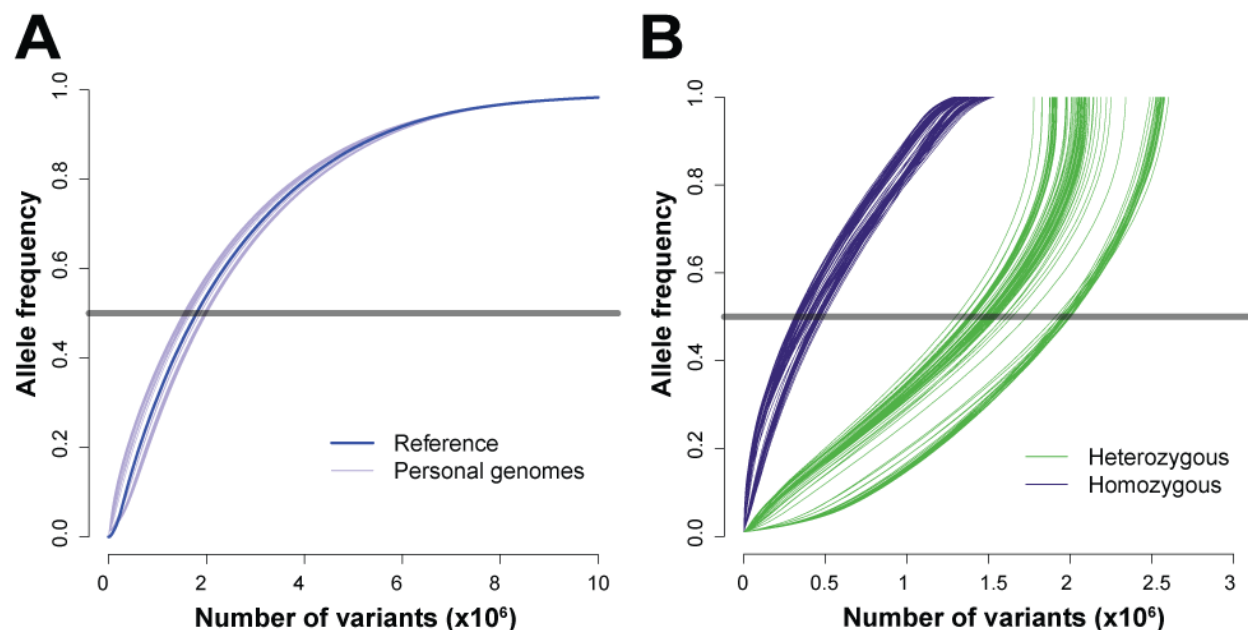 A
Allele frequency
1.0
0.8
0.6
0.4
0.2
0.0
Reference
Personal genomes
0
2
4
6
8
10
Number of variants (x10⁶)
B
Allele frequency
1.0
0.8
0.6
0.4
0.2
0.0
Heterozygous
Homozygous
0
0.5
1
1.5
2
2.5
3
Number of variants (x10⁶)